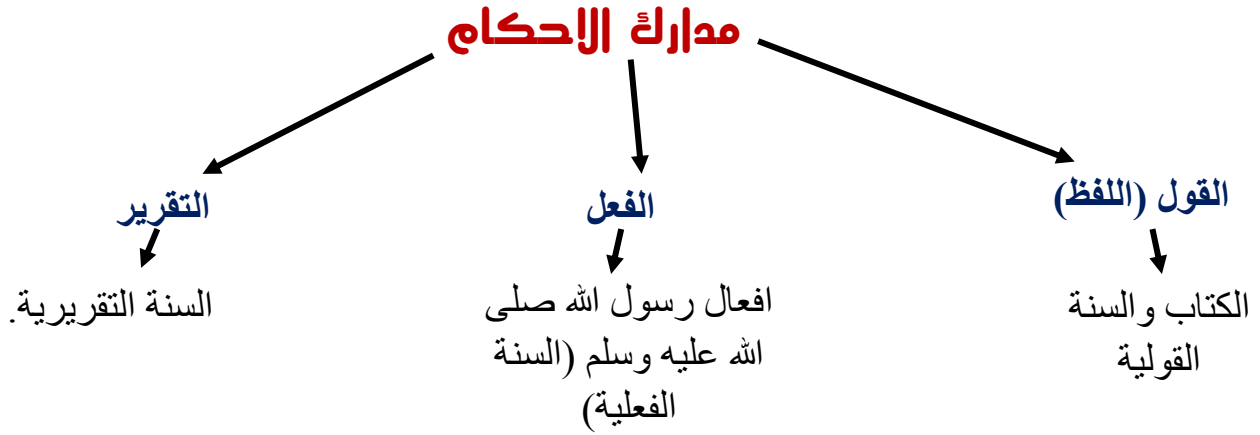 مدارك الاحكام
القول (اللفظ)
الفعل
التقرير
الكتاب والسنة
القولية
افعال رسول الله صلى
الله عليه وسلم (السنة
الفعلية)
السنة التقريرية.